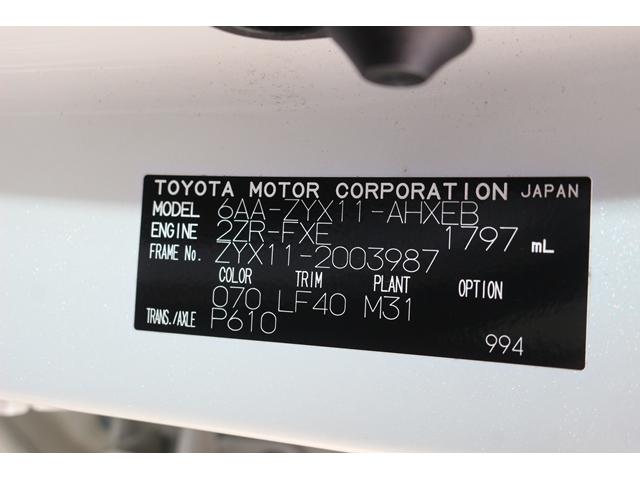 TOYOTA MOTOR CORPORATION JAPAN
MODEL 6AA-ZYX11-AHXEB
ENGINE 2ZR-FXE 1797 mL
FRAME No. ZYX11-2003987
COLOR TRIM PLANT OPTION
070 LF40 M31
TRANS./AXLE P610
994